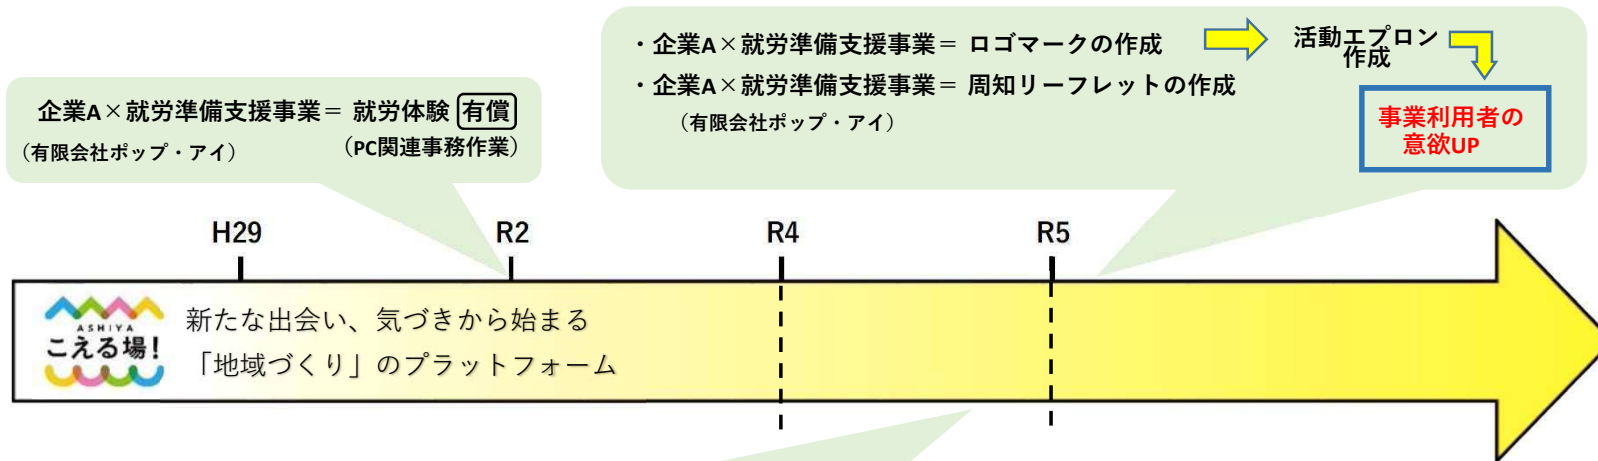 ・企業A×就労準備支援事業＝ ロゴマークの作成
活動エプロン
作成
・企業A×就労準備支援事業＝ 周知リーフレットの作成
（有限会社ポップ・アイ）
事業利用者の
意欲UP
企業A×就労準備支援事業＝ 就労体験 有償
（有限会社ポップ・アイ）
（PC関連事務作業）
H29
R2
R4
R5
ASHIYA
こえる場！
新たな出会い、気づきから始まる
「地域づくり」のプラットフォーム